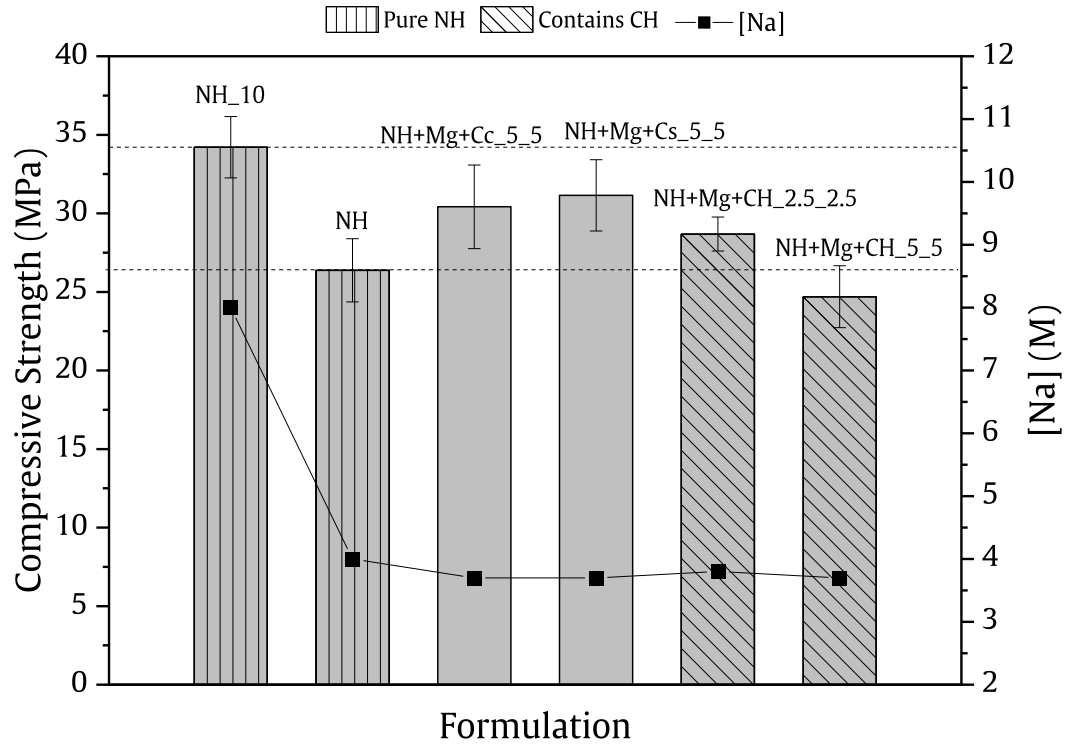 Pure NH Contains CH [Na]
40
35
30
25
20
15
10
5
0
Compressive Strength (MPa)
NH_10
NH
NH+Mg+Cc_5_5
NH+Mg+Cs_5_5
NH+Mg+CH_2.5_2.5
NH+Mg+CH_5_5
12
11
10
9
8
7
6
5
4
3
2
[Na] (M)
Formulation